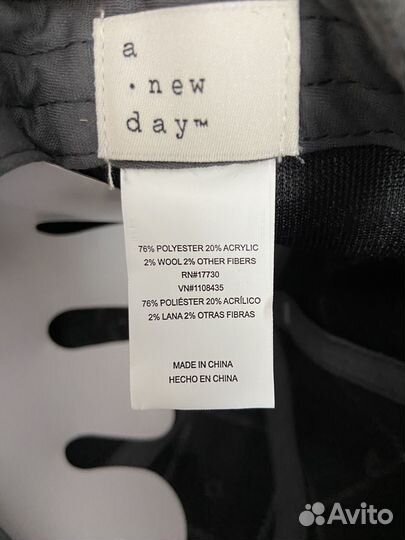 a
• new
day™
76% POLYESTER 20% ACRYLIC
2% WOOL 2% OTHER FIBERS
RN#17730
VN#1108435
76% POLIÉSTER 20% ACRÍLICO
2% LANA 2% OTRAS FIBRAS
MADE IN CHINA
HECHO EN CHINA
Avito